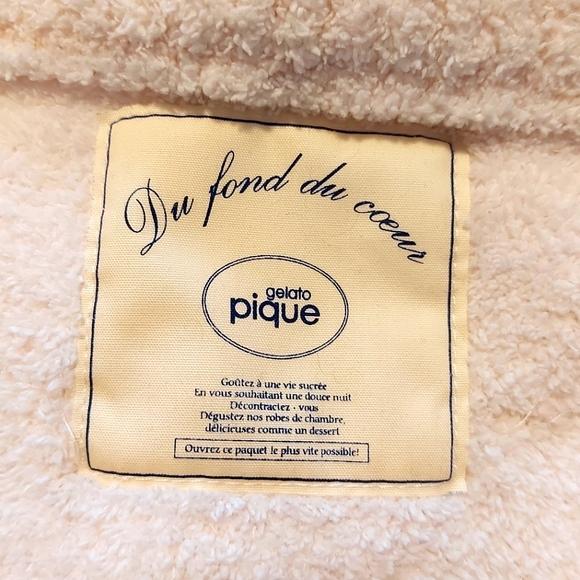 Du fond du cœur
gelato
pique
Goûtez à une vie sucrée
En vous souhaitant une douce nuit
Décontractez - vous
Dégustez nos robes de chambre,
délicieuses comme un dessert
Ouvrez ce paquet le plus vite possible!